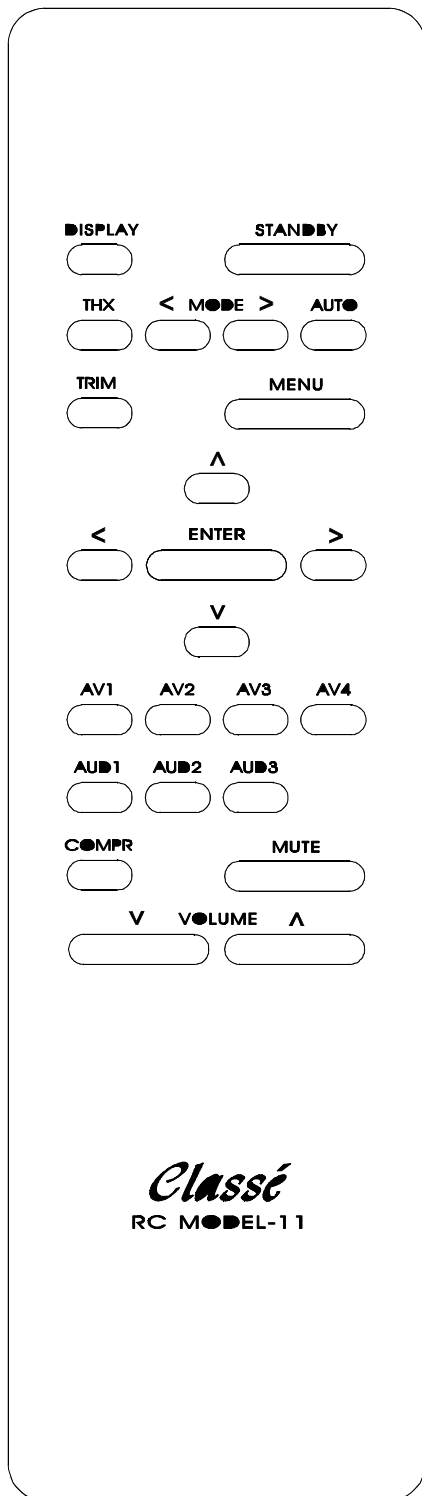 DISPLAY STANDBY
THX < MODE > AUTO
TRIM MENU
Λ
< ENTER >
V
AV1 AV2 AV3 AV4
AUD1 AUD2 AUD3
COMPR MUTE
V VOLUME Λ
Classé
RC MODEL-11